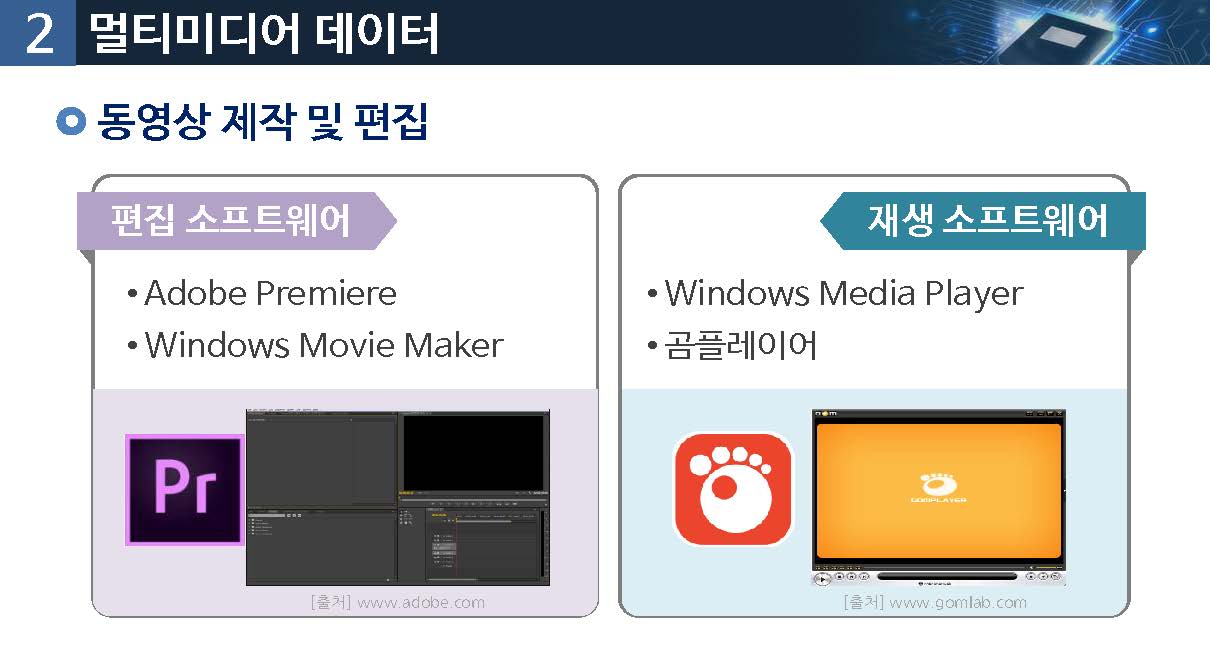 2 멀티미디어 데이터
동영상 제작 및 편집
편집 소프트웨어
• Adobe Premiere
• Windows Movie Maker
Pr
[출처] www.adobe.com
재생 소프트웨어
• Windows Media Player
• 곰플레이어
GOMPLAYER
[출처] www.gomlab.com